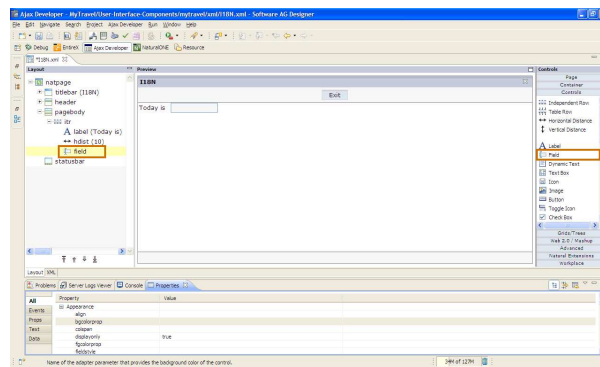 Ajax Developer - MyTravel/User-Interface-Components/mytravel/xml/I18N.xml - Software AG Designer
File Edit Navigate Search Project Ajax Developer Run Window Help
Debug EntireX Ajax Developer NaturalONE Resource
*I18N.xml
Layout
natpage
titlebar (I18N)
header
pagebody
itr
label (Today is)
hdist (10)
field
statusbar
Layout XML
Preview
I18N
Exit
Today is
Controls
Page
Container
Controls
Independent Row
Table Row
Horizontal Distance
Vertical Distance
Label
Field
Dynamic Text
Text Box
Icon
Image
Button
Toggle Icon
Check Box
Grids/Trees
Web 2.0 / Mashup
Advanced
Natural Extensions
Workplace
Problems Server Logs Viewer Console Properties
All
Events
Props
Text
Data
Property Value
Appearance
align
bgcolorprop
colspan
displayonly true
fgcolorprop
fieldstyle
Name of the adapter parameter that provides the background color of the control.
34M of 127M